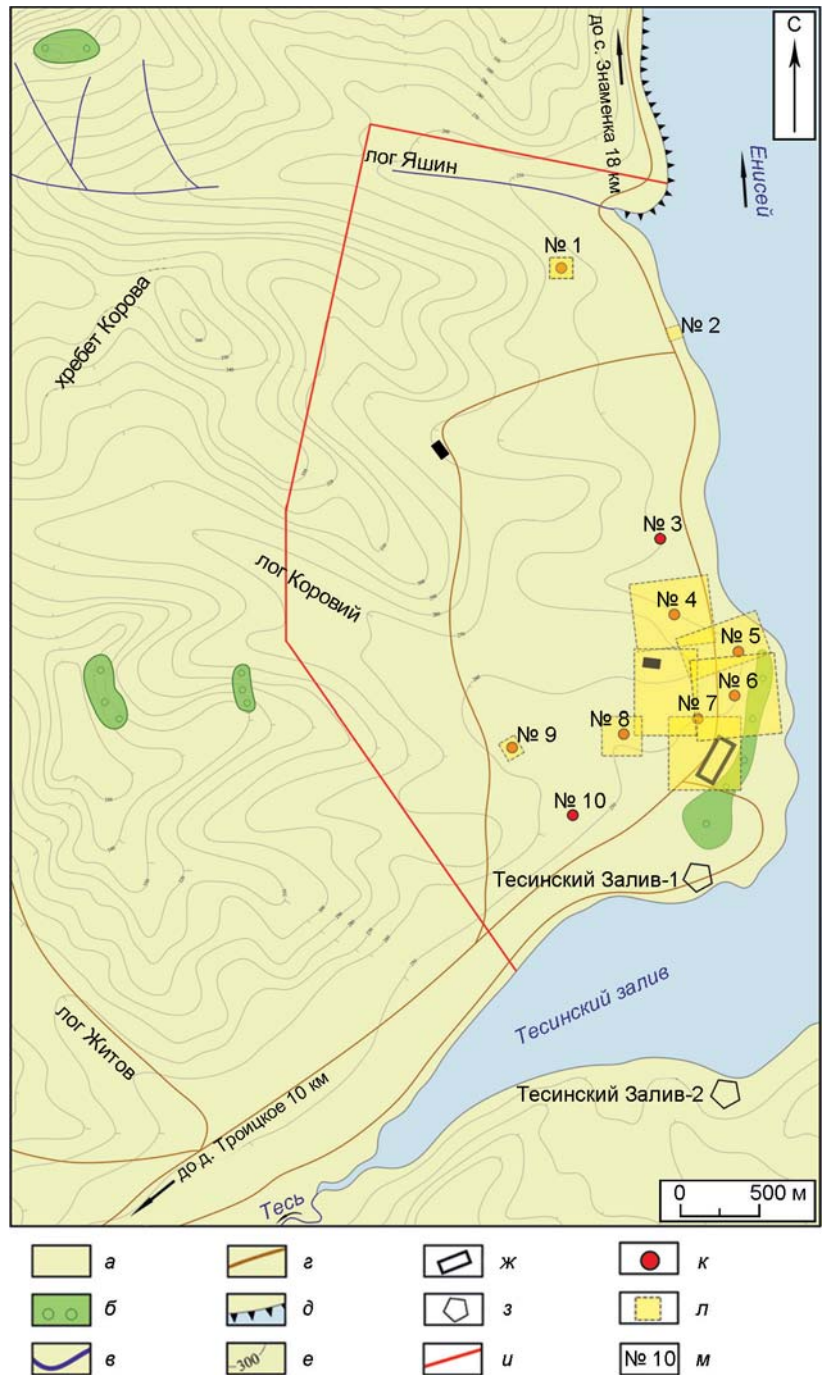 С
до с. Знаменка 18 км
Енисей
лог Яшин
№ 1
№ 2
хребет Корова
№ 3
лог Коровий
№ 4
№ 5
№ 6
№ 7
№ 8
№ 9
№ 10
Тесинский Залив-1
Тесинский залив
лог Житов
Тесинский Залив-2
до д. Троицкое 10 км
Тесь
0 500 м
а г ж к
б д з л
300
№ 10
в е и м